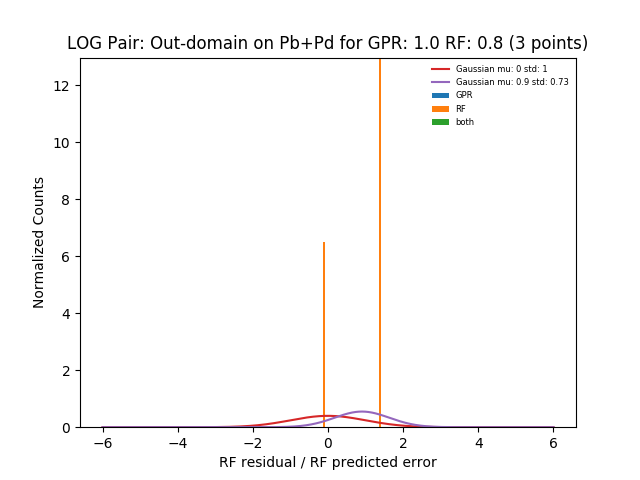 LOG Pair: Out-domain on Pb+Pd for GPR: 1.0 RF: 0.8 (3 points)
Gaussian mu: 0 std: 1
Gaussian mu: 0.9 std: 0.73
GPR
RF
both
Normalized Counts
12
10
8
6
4
2
0
−6 −4 −2 0 2 4 6
RF residual / RF predicted error